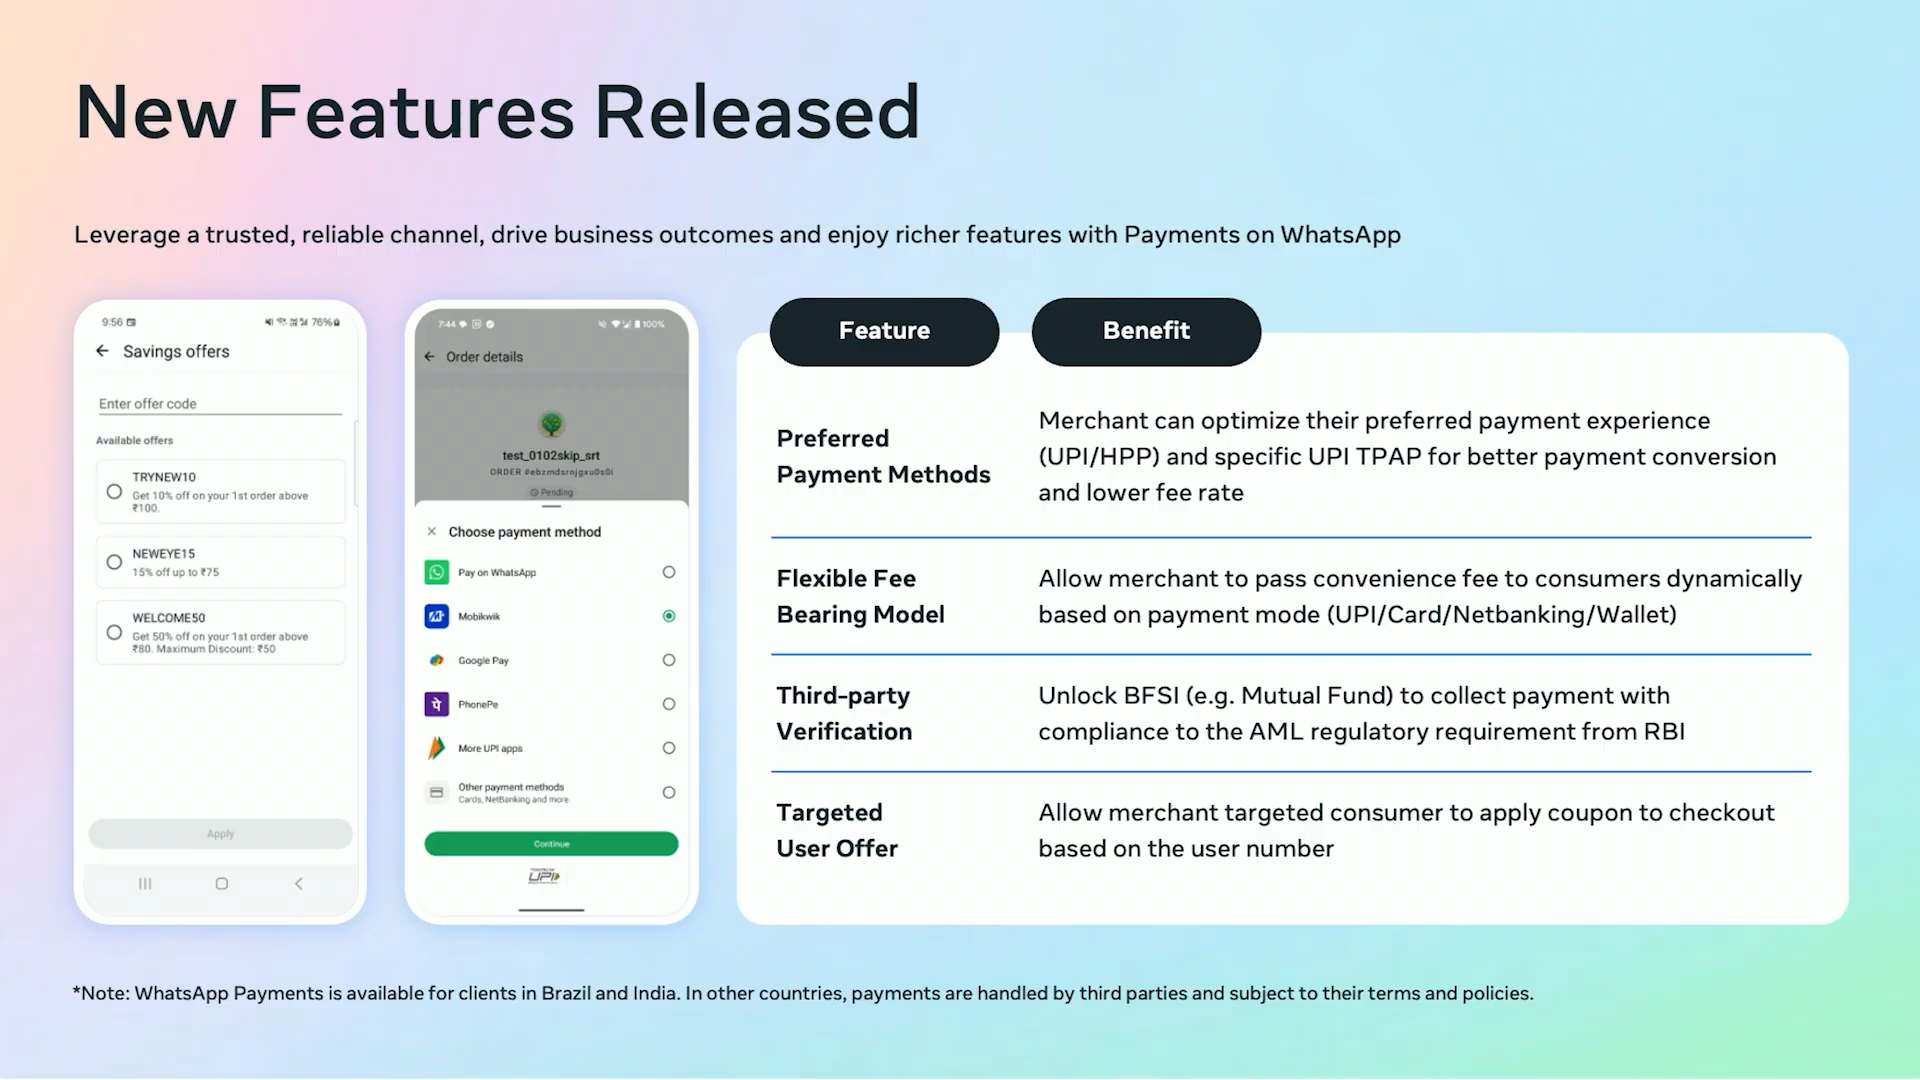 New Features Released
Leverage a trusted, reliable channel, drive business outcomes and enjoy richer features with Payments on WhatsApp
9:56
76%
Savings offers
Enter offer code
Available offers
TRYNEW10
Get 10% off on your 1st order above
₹100.
NEWEYE15
15% off up to ₹75
WELCOME50
Get 50% off on your 1st order above
₹80. Maximum Discount: ₹50
Apply
7:44
100%
Order details
test_0102skip_srt
ORDER #ebzmdsrnjgxu0s0i
Pending
Choose payment method
Pay on WhatsApp
Mobikwik
Google Pay
PhonePe
More UPI apps
Other payment methods
Cards, NetBanking and more
Continue
UPI
Feature
Benefit
Preferred
Payment Methods
Merchant can optimize their preferred payment experience
(UPI/HPP) and specific UPI TPAP for better payment conversion
and lower fee rate
Flexible Fee
Bearing Model
Allow merchant to pass convenience fee to consumers dynamically
based on payment mode (UPI/Card/Netbanking/Wallet)
Third-party
Verification
Unlock BFSI (e.g. Mutual Fund) to collect payment with
compliance to the AML regulatory requirement from RBI
Targeted
User Offer
Allow merchant targeted consumer to apply coupon to checkout
based on the user number
*Note: WhatsApp Payments is available for clients in Brazil and India. In other countries, payments are handled by third parties and subject to their terms and policies.